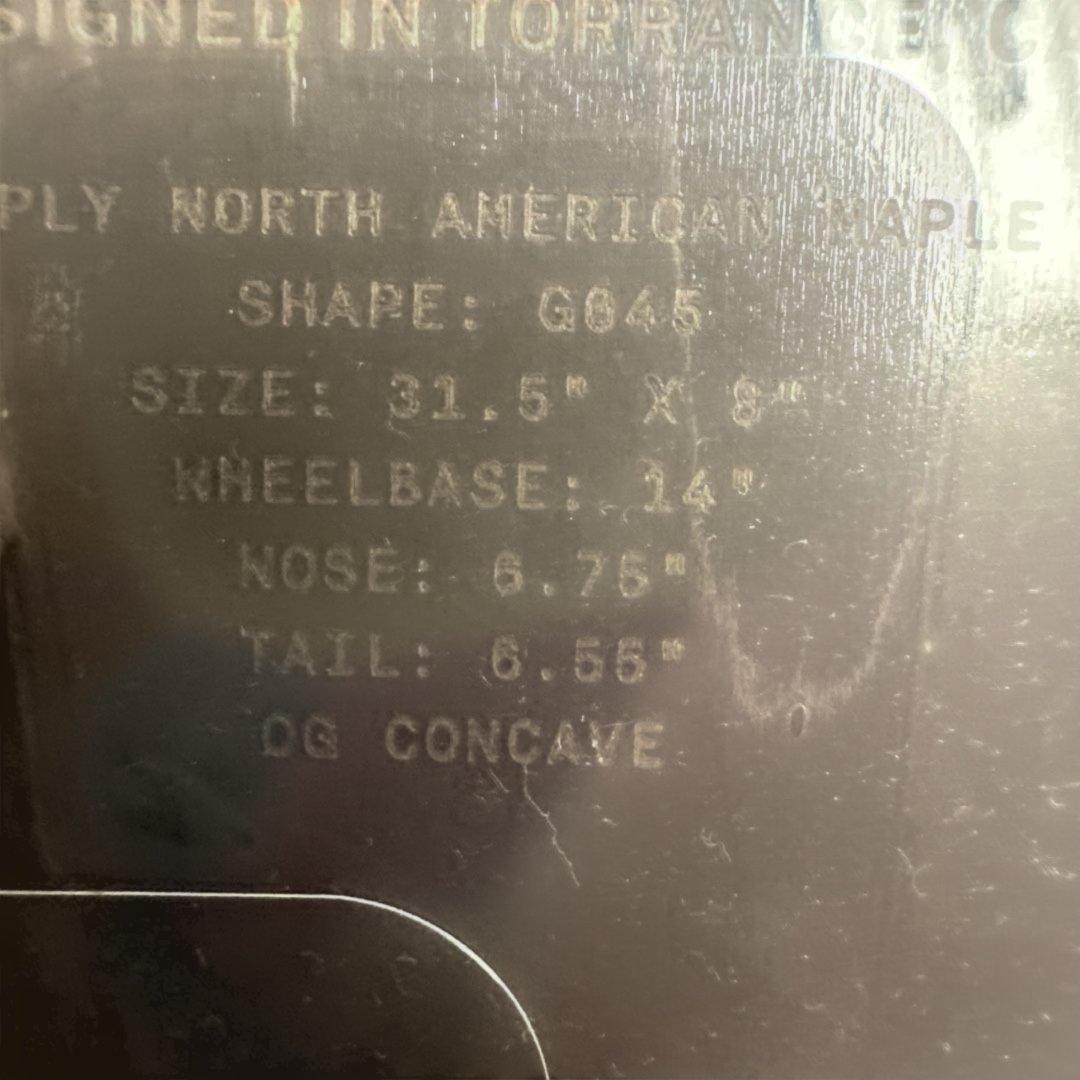 SIGNED IN TORRANCE, C
PLY NORTH AMERICAN MAPLE
SHAPE: G045
SIZE: 31.5" X 8"
WHEELBASE: 14"
NOSE: 6.75"
TAIL: 6.56"
OG CONCAVE